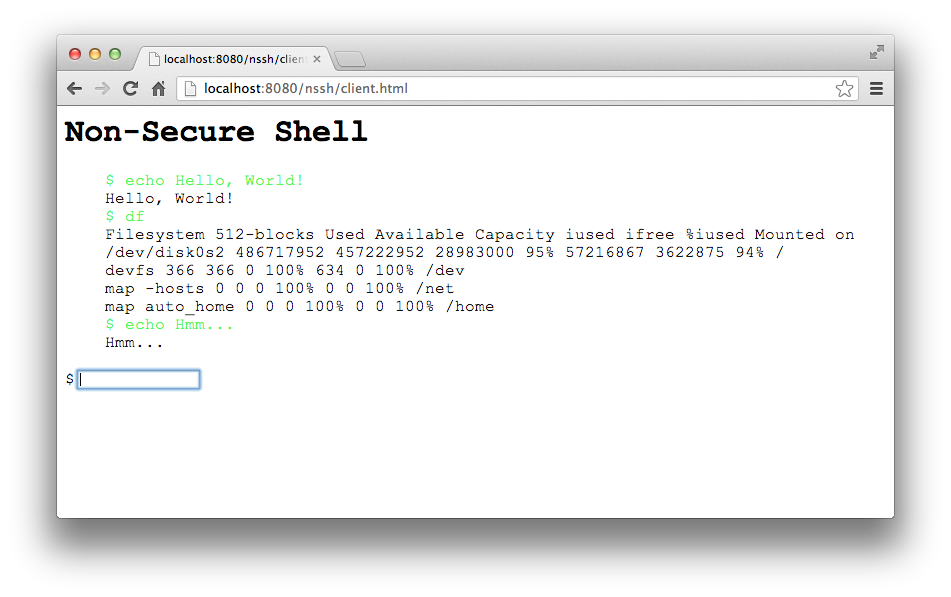 localhost:8080/nssh/clien
localhost:8080/nssh/client.html
Non-Secure Shell
$ echo Hello, World!
Hello, World!
$ df
Filesystem 512-blocks Used Available Capacity iused ifree %iused Mounted on
/dev/disk0s2 486717952 457222952 28983000 95% 57216867 3622875 94% /
devfs 366 366 0 100% 634 0 100% /dev
map -hosts 0 0 0 100% 0 0 100% /net
map auto_home 0 0 0 100% 0 0 100% /home
$ echo Hmm...
Hmm...
$